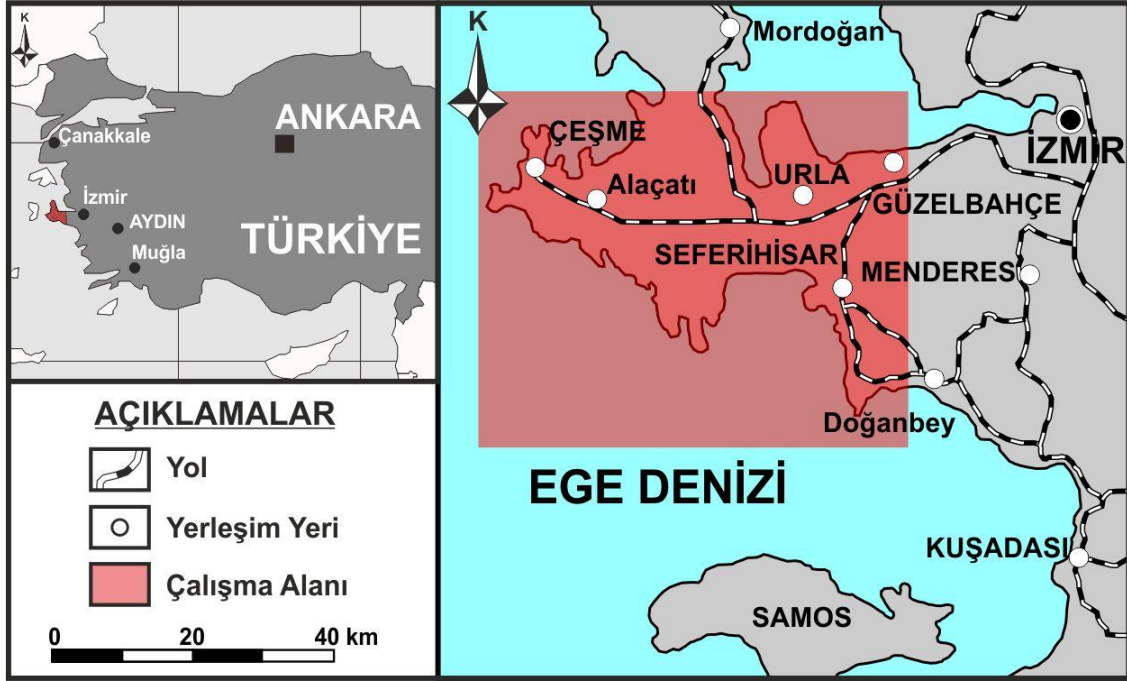 K
ANKARA
Çanakkale
İzmir
AYDIN
TÜRKİYE
Muğla
AÇIKLAMALAR
Yol
Yerleşim Yeri
Çalışma Alanı
0 20 40 km
K
Mordoğan
ÇEŞME
İZMİR
Alaçatı
URLA
GÜZELBAHÇE
SEFERİHİSAR
MENDERES
Doğanbey
EGE DENİZİ
KUŞADASI
SAMOS